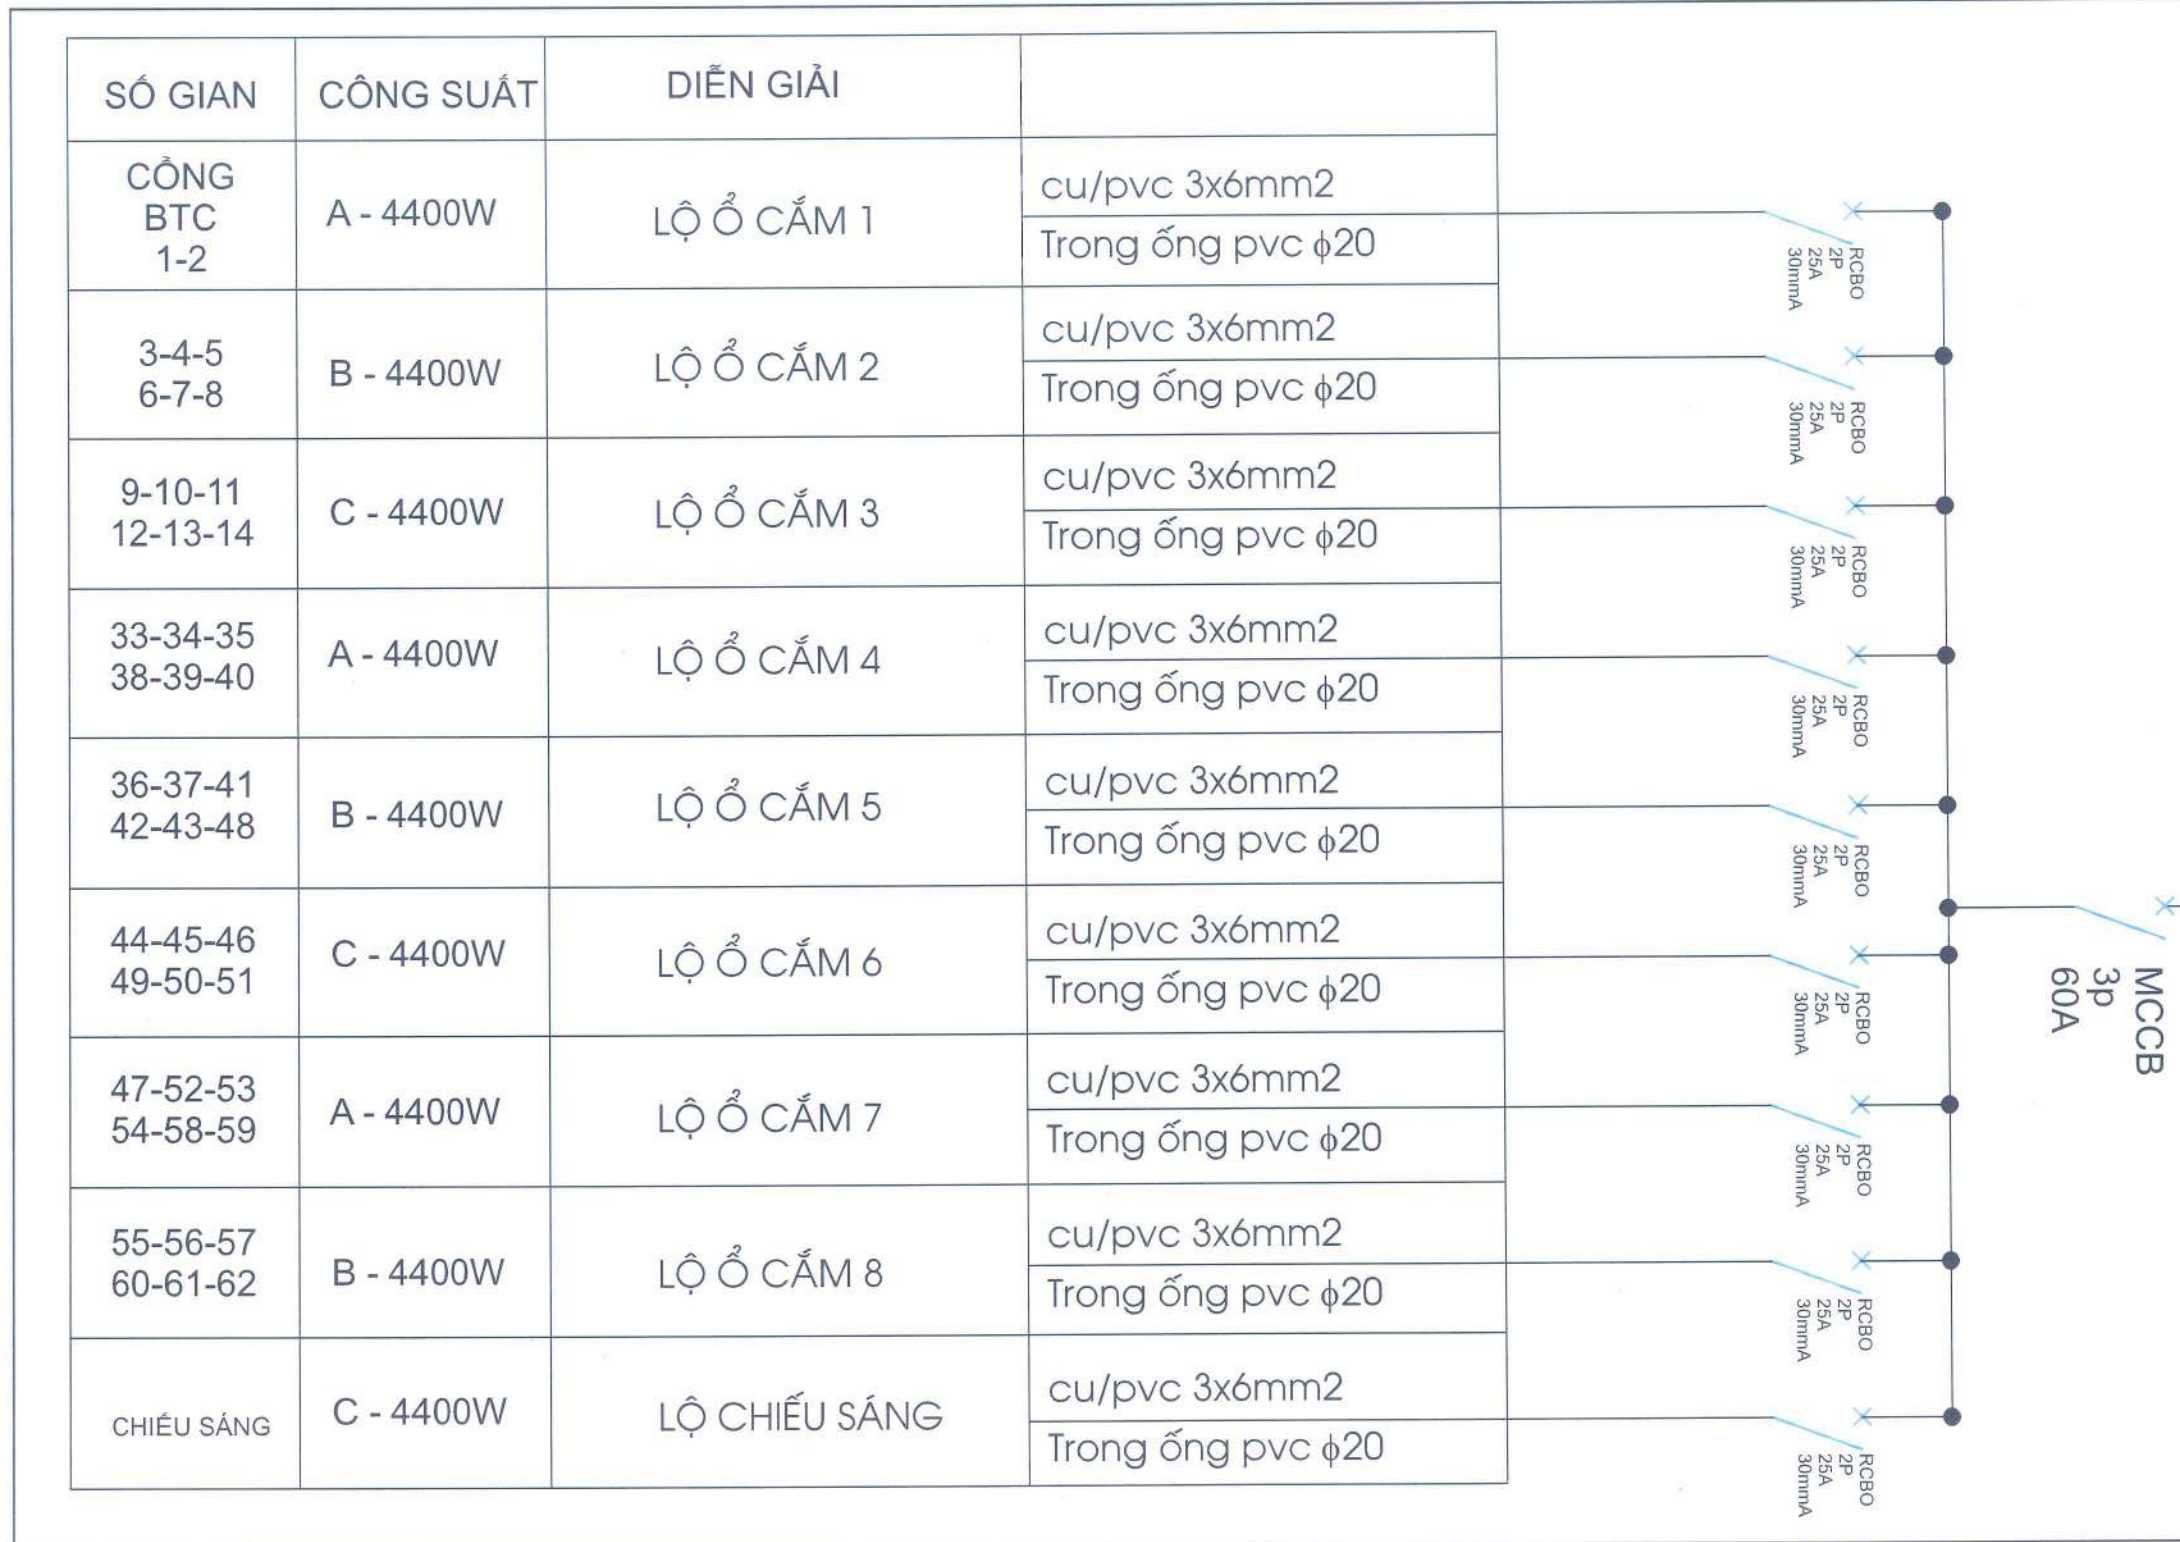 SỐ GIAN
CÔNG SUẤT
DIỄN GIẢI
CỔNG
BTC
1-2
A - 4400W
LỘ Ổ CẮM 1
cu/pvc 3x6mm2
Trong ống pvc ϕ20
RCBO
2P
25A
30mmA
3-4-5
6-7-8
B - 4400W
LỘ Ổ CẮM 2
cu/pvc 3x6mm2
Trong ống pvc ϕ20
RCBO
2P
25A
30mmA
9-10-11
12-13-14
C - 4400W
LỘ Ổ CẮM 3
cu/pvc 3x6mm2
Trong ống pvc ϕ20
RCBO
2P
25A
30mmA
33-34-35
38-39-40
A - 4400W
LỘ Ổ CẮM 4
cu/pvc 3x6mm2
Trong ống pvc ϕ20
RCBO
2P
25A
30mmA
36-37-41
42-43-48
B - 4400W
LỘ Ổ CẮM 5
cu/pvc 3x6mm2
Trong ống pvc ϕ20
RCBO
2P
25A
30mmA
44-45-46
49-50-51
C - 4400W
LỘ Ổ CẮM 6
cu/pvc 3x6mm2
Trong ống pvc ϕ20
RCBO
2P
25A
30mmA
MCCB
3p
60A
47-52-53
54-58-59
A - 4400W
LỘ Ổ CẮM 7
cu/pvc 3x6mm2
Trong ống pvc ϕ20
RCBO
2P
25A
30mmA
55-56-57
60-61-62
B - 4400W
LỘ Ổ CẮM 8
cu/pvc 3x6mm2
Trong ống pvc ϕ20
RCBO
2P
25A
30mmA
CHIẾU SÁNG
C - 4400W
LỘ CHIẾU SÁNG
cu/pvc 3x6mm2
Trong ống pvc ϕ20
RCBO
2P
25A
30mmA